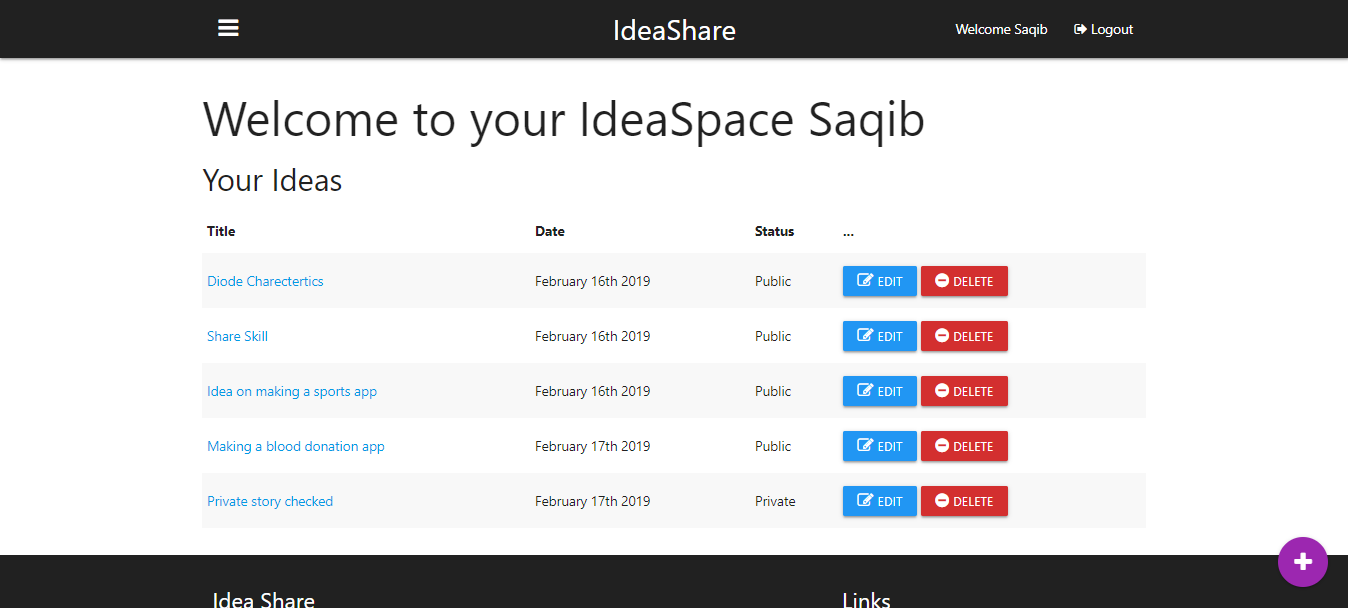 IdeaShare Welcome Saqib Logout
Welcome to your IdeaSpace Saqib
Your Ideas
Title Date Status ...
Diode Charectertics February 16th 2019 Public EDIT DELETE
Share Skill February 16th 2019 Public EDIT DELETE
Idea on making a sports app February 16th 2019 Public EDIT DELETE
Making a blood donation app February 17th 2019 Public EDIT DELETE
Private story checked February 17th 2019 Private EDIT DELETE
Idea Share Links